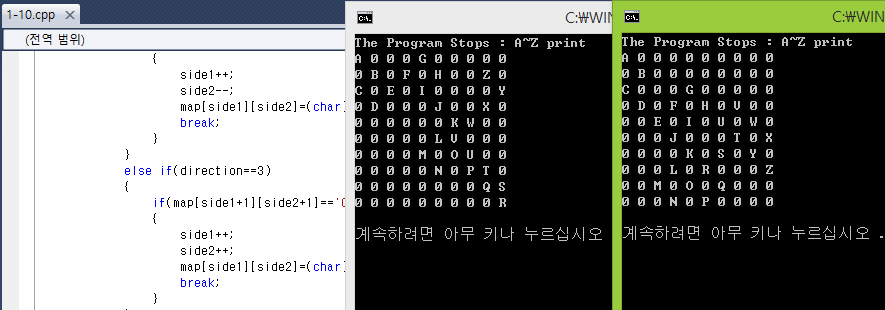 1-10.cpp
(전역 범위)
{
side1++;
side2--;
map[side1][side2]=(char)
break;
}
}
else if(direction==3)
{
if(map[side1+1][side2+1]=='0
{
side1++;
side2++;
map[side1][side2]=(char)
break;
}
C:\WIN
The Program Stops : A~Z print
A 0 0 0 G 0 0 0 0 0
0 B 0 F 0 H 0 0 Z 0
C 0 E 0 I 0 0 0 0 Y
0 D 0 0 0 J 0 0 X 0
0 0 0 0 0 0 K W 0 0
0 0 0 0 0 L V 0 0 0
0 0 0 0 M 0 O U 0 0
0 0 0 0 0 N 0 P T 0
0 0 0 0 0 0 0 0 Q S
0 0 0 0 0 0 0 0 0 R
계속하려면 아무 키나 누르십시오
C:\WIN
The Program Stops : A~Z print
A 0 0 0 0 0 0 0 0 0
0 B 0 0 0 0 0 0 0 0
C 0 0 G 0 0 0 0 0 0
0 D 0 F 0 H 0 V 0 0
0 0 E 0 I 0 U 0 W 0
0 0 0 J 0 0 0 T 0 X
0 0 0 0 K 0 S 0 Y 0
0 0 0 L 0 R 0 0 0 Z
0 0 M 0 O 0 Q 0 0 0
0 0 0 N 0 P 0 0 0 0
계속하려면 아무 키나 누르십시오 .